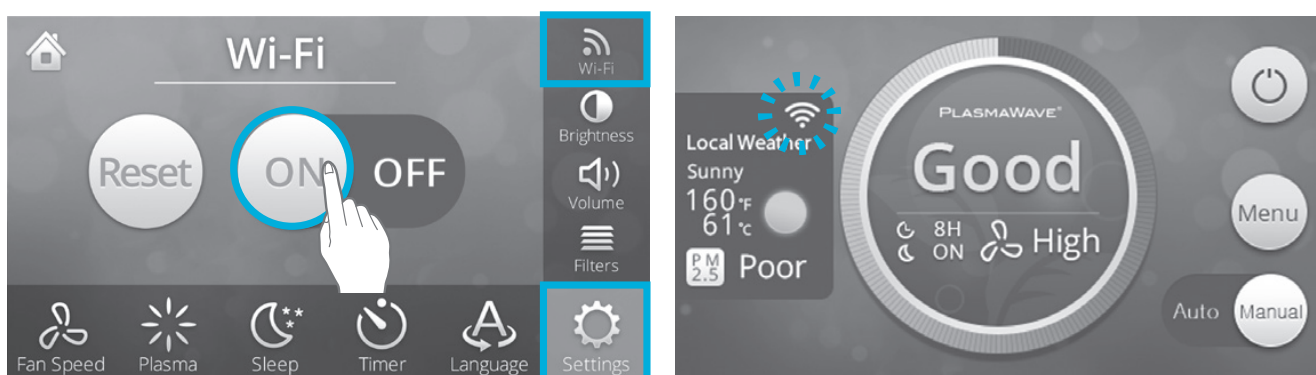 Wi-Fi
Reset
ON
OFF
Wi-Fi
Brightness
Volume
Filters
Fan Speed
Plasma
Sleep
Timer
A
Language
Settings
Local Weather
Sunny
160 °F
61 °C
PM
2.5
Poor
PLASMAWAVE®
Good
8H
ON
High
Menu
Auto
Manual